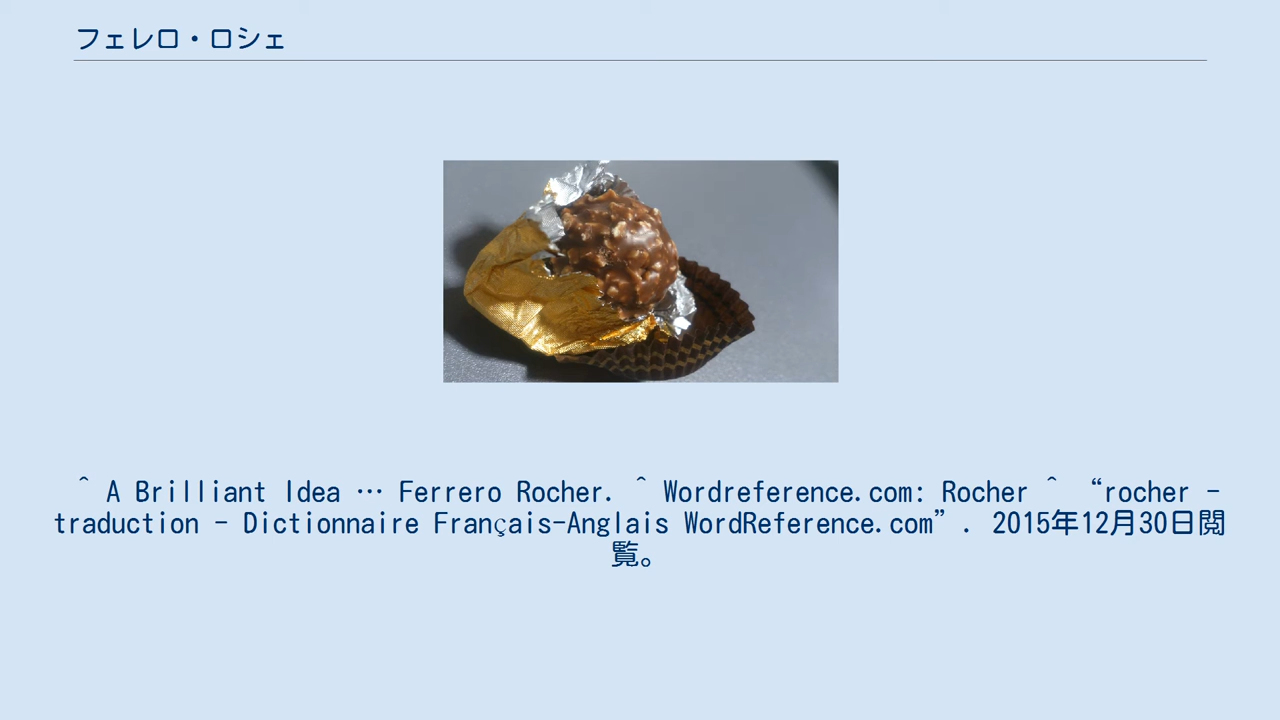 フェレロ・ロシェ
^ A Brilliant Idea … Ferrero Rocher. ^ Wordreference.com: Rocher ^ “rocher -
traduction - Dictionnaire Français-Anglais WordReference.com”. 2015年12月30日閲
覧。